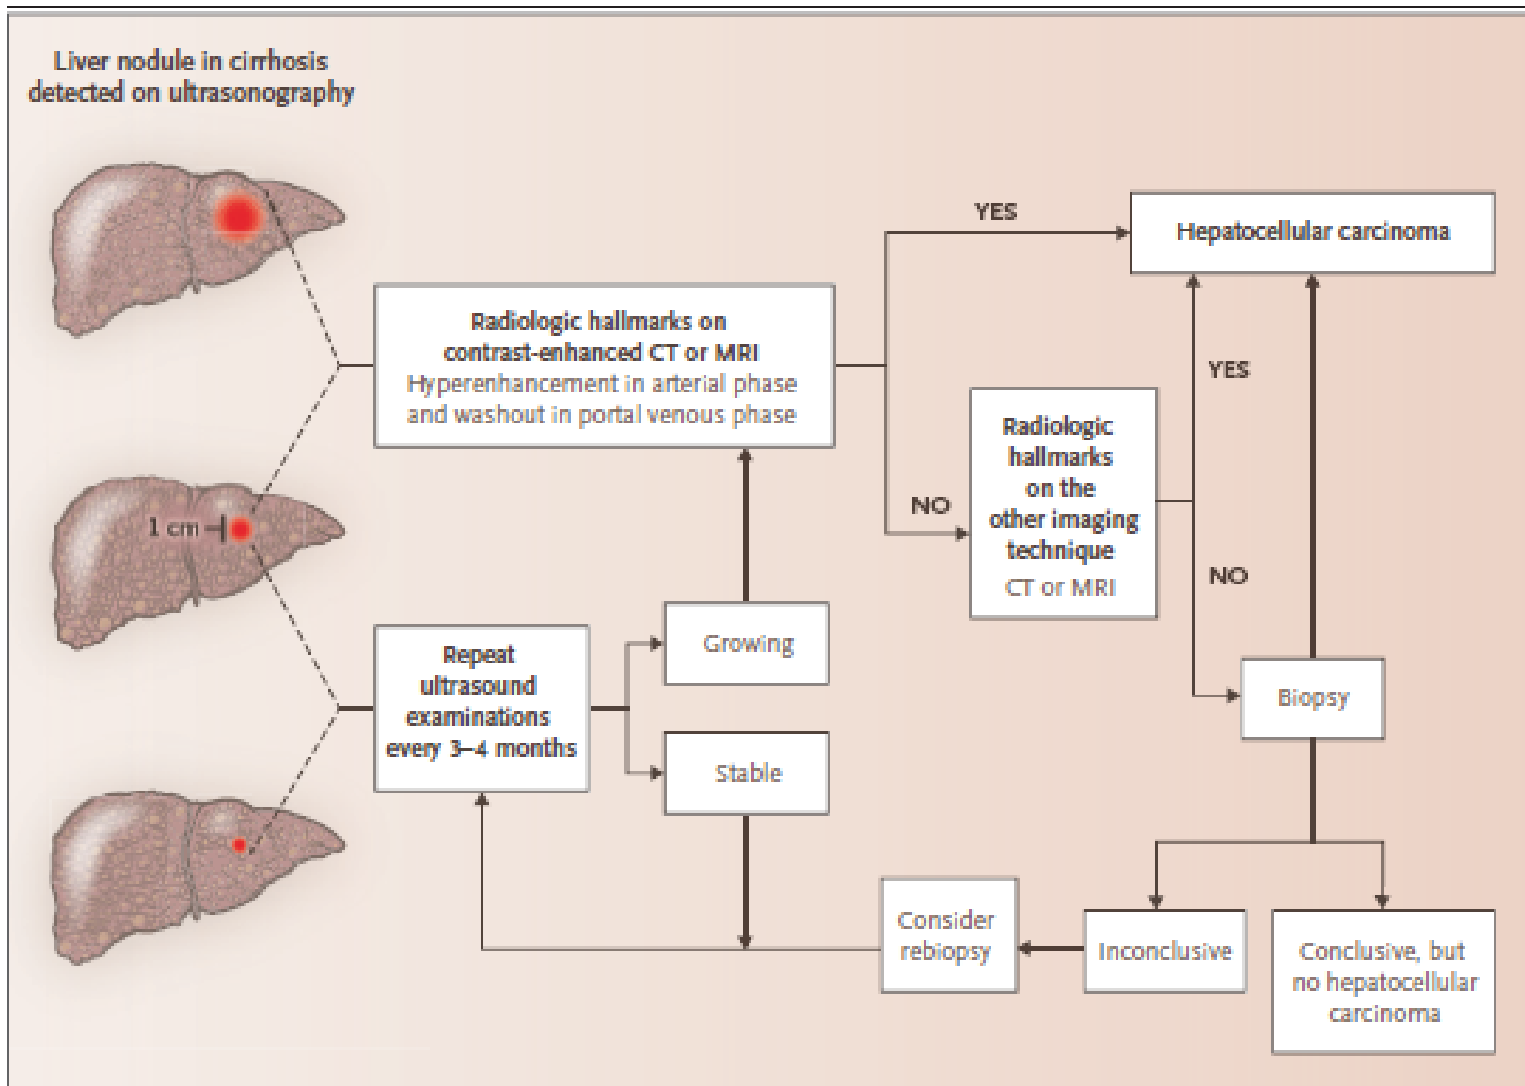 Liver nodule in cirrhosis
detected on ultrasonography
1 cm
Radiologic hallmarks on
contrast-enhanced CT or MRI
Hyperenhancement in arterial phase
and washout in portal venous phase
YES
Hepatocellular carcinoma
NO
Radiologic
hallmarks
on the
other imaging
technique
CT or MRI
YES
NO
Repeat
ultrasound
examinations
every 3–4 months
Growing
Stable
Biopsy
Consider
rebiopsy
Inconclusive
Conclusive, but
no hepatocellular
carcinoma